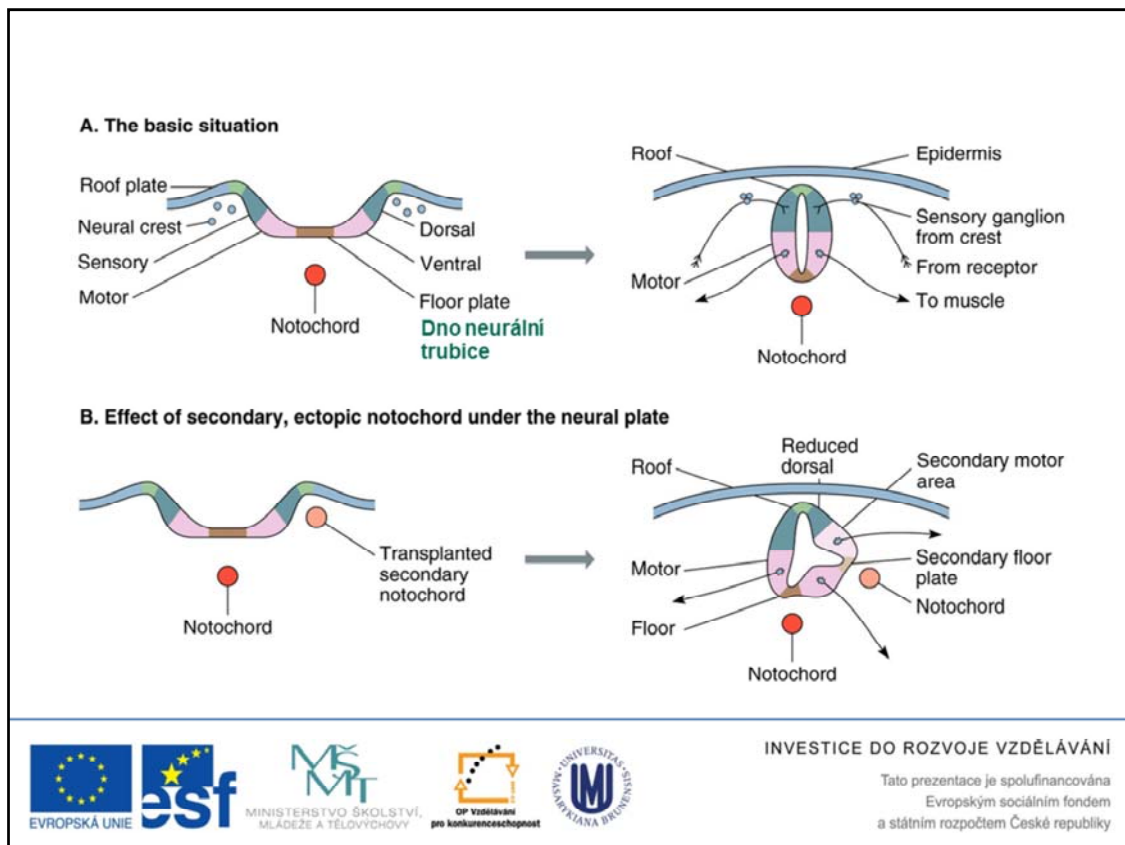 A. The basic situation
Roof plate
Neural crest
Sensory
Motor
Notochord
Dorsal
Ventral
Floor plate
Dno neurální
trubice
Roof
Motor
Epidermis
Sensory ganglion
from crest
From receptor
To muscle
Notochord
B. Effect of secondary, ectopic notochord under the neural plate
Transplanted
secondary
notochord
Notochord
Roof
Reduced
dorsal
Secondary motor
area
Motor
Secondary floor
plate
Notochord
Floor
Notochord
EVROPSKÁ UNIE
esf
MŠMT
MINISTERSTVO ŠKOLSTVÍ,
MLÁDEŽE A TĚLOVÝCHOVY
OP Vzdělávání
pro konkurenceschopnost
UNIVERSITAS
MASARYKIANA BRUNENSIS
INVESTICE DO ROZVOJE VZDĚLÁVÁNÍ
Tato prezentace je spolufinancována
Evropským sociálním fondem
a státním rozpočtem České republiky